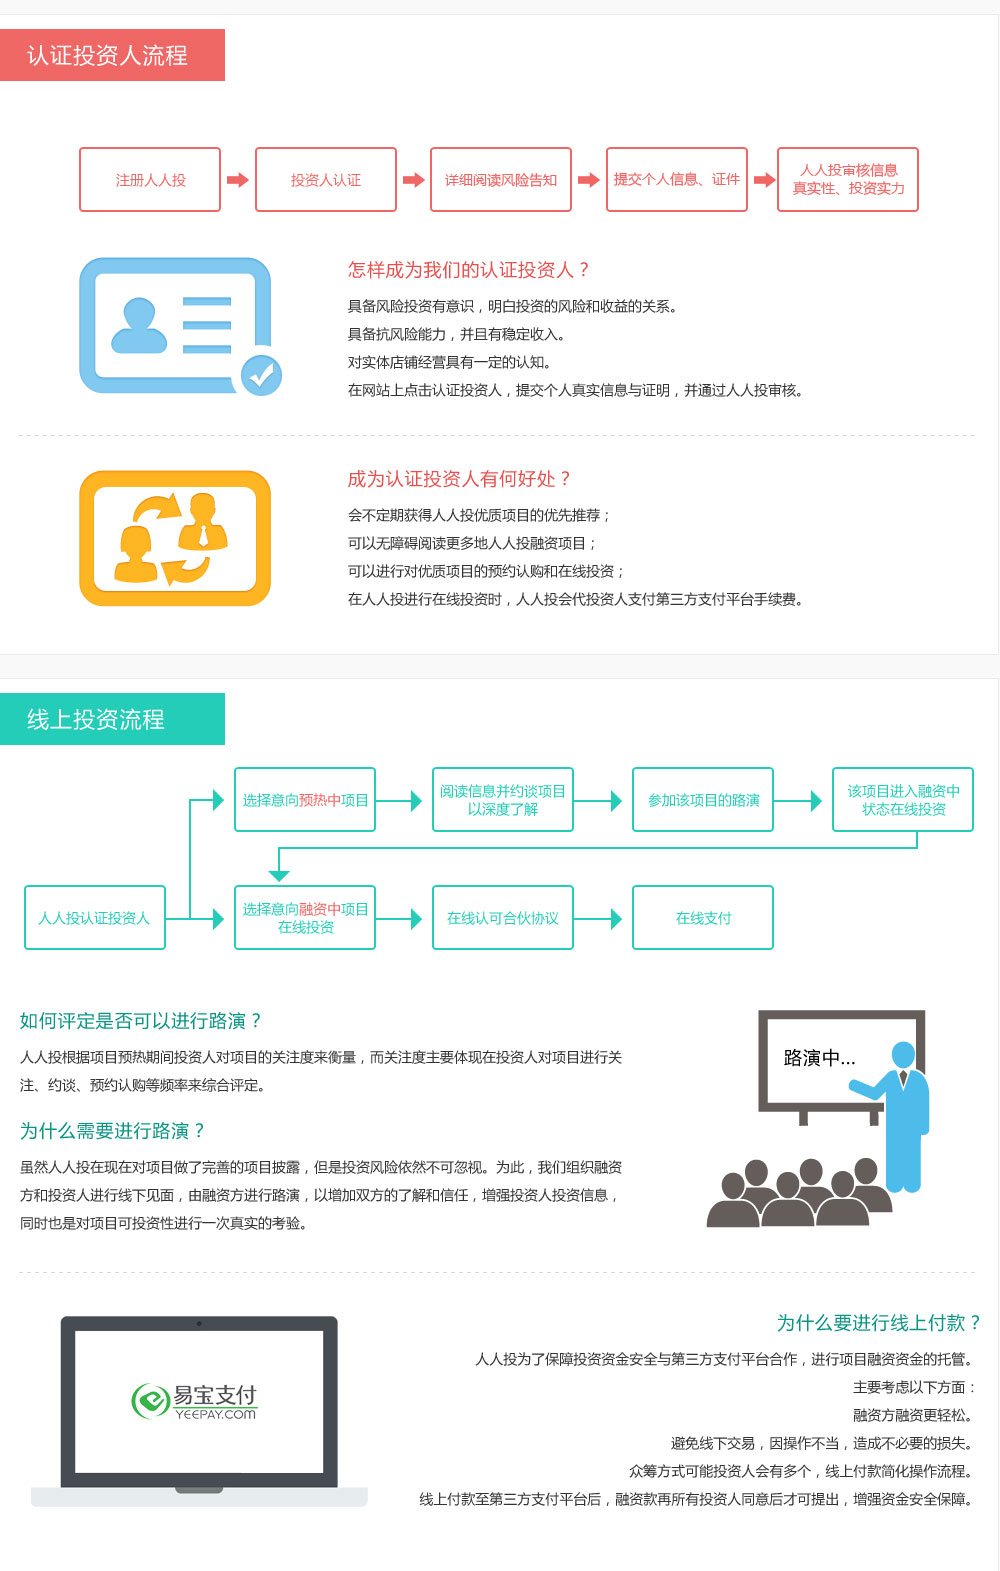 认证投资人流程
注册人人投
投资人认证
详细阅读风险告知
提交个人信息、证件
人人投审核信息
真实性、投资实力
怎样成为我们的认证投资人？
具备风险投资有意识，明白投资的风险和收益的关系。
具备抗风险能力，并且有稳定收入。
对实体店铺经营具有一定的认知。
在网站上点击认证投资人，提交个人真实信息与证明，并通过人人投审核。
成为认证投资人有何好处？
会不定期获得人人投优质项目的优先推荐；
可以无障碍阅读更多地人人投融资项目；
可以进行对优质项目的预约认购和在线投资；
在人人投进行在线投资时，人人投会代投资人支付第三方支付平台手续费。
线上投资流程
选择意向预热中项目
阅读信息并约谈项目
以深度了解
参加该项目的路演
该项目进入融资中
状态在线投资
人人投认证投资人
选择意向融资中项目
在线投资
在线认可合伙协议
在线支付
如何评定是否可以进行路演？
人人投根据项目预热期间投资人对项目的关注度来衡量，而关注度主要体现在投资人对项目进行关
注、约谈、预约认购等频率来综合评定。
路演中...
为什么需要进行路演？
虽然人人投在现在对项目做了完善的项目披露，但是投资风险依然不可忽视。为此，我们组织融资
方和投资人进行线下见面，由融资方进行路演，以增加双方的了解和信任，增强投资人投资信息，
同时也是对项目可投资性进行一次真实的考验。
为什么要进行线上付款？
人人投为了保障投资资金安全与第三方支付平台合作，进行项目融资资金的托管。
主要考虑以下方面：
融资方融资更轻松。
避免线下交易，因操作不当，造成不必要的损失。
众筹方式可能投资人会有多个，线上付款简化操作流程。
线上付款至第三方支付平台后，融资款再所有投资人同意后才可提出，增强资金安全保障。
易宝支付
YEEPAY.COM